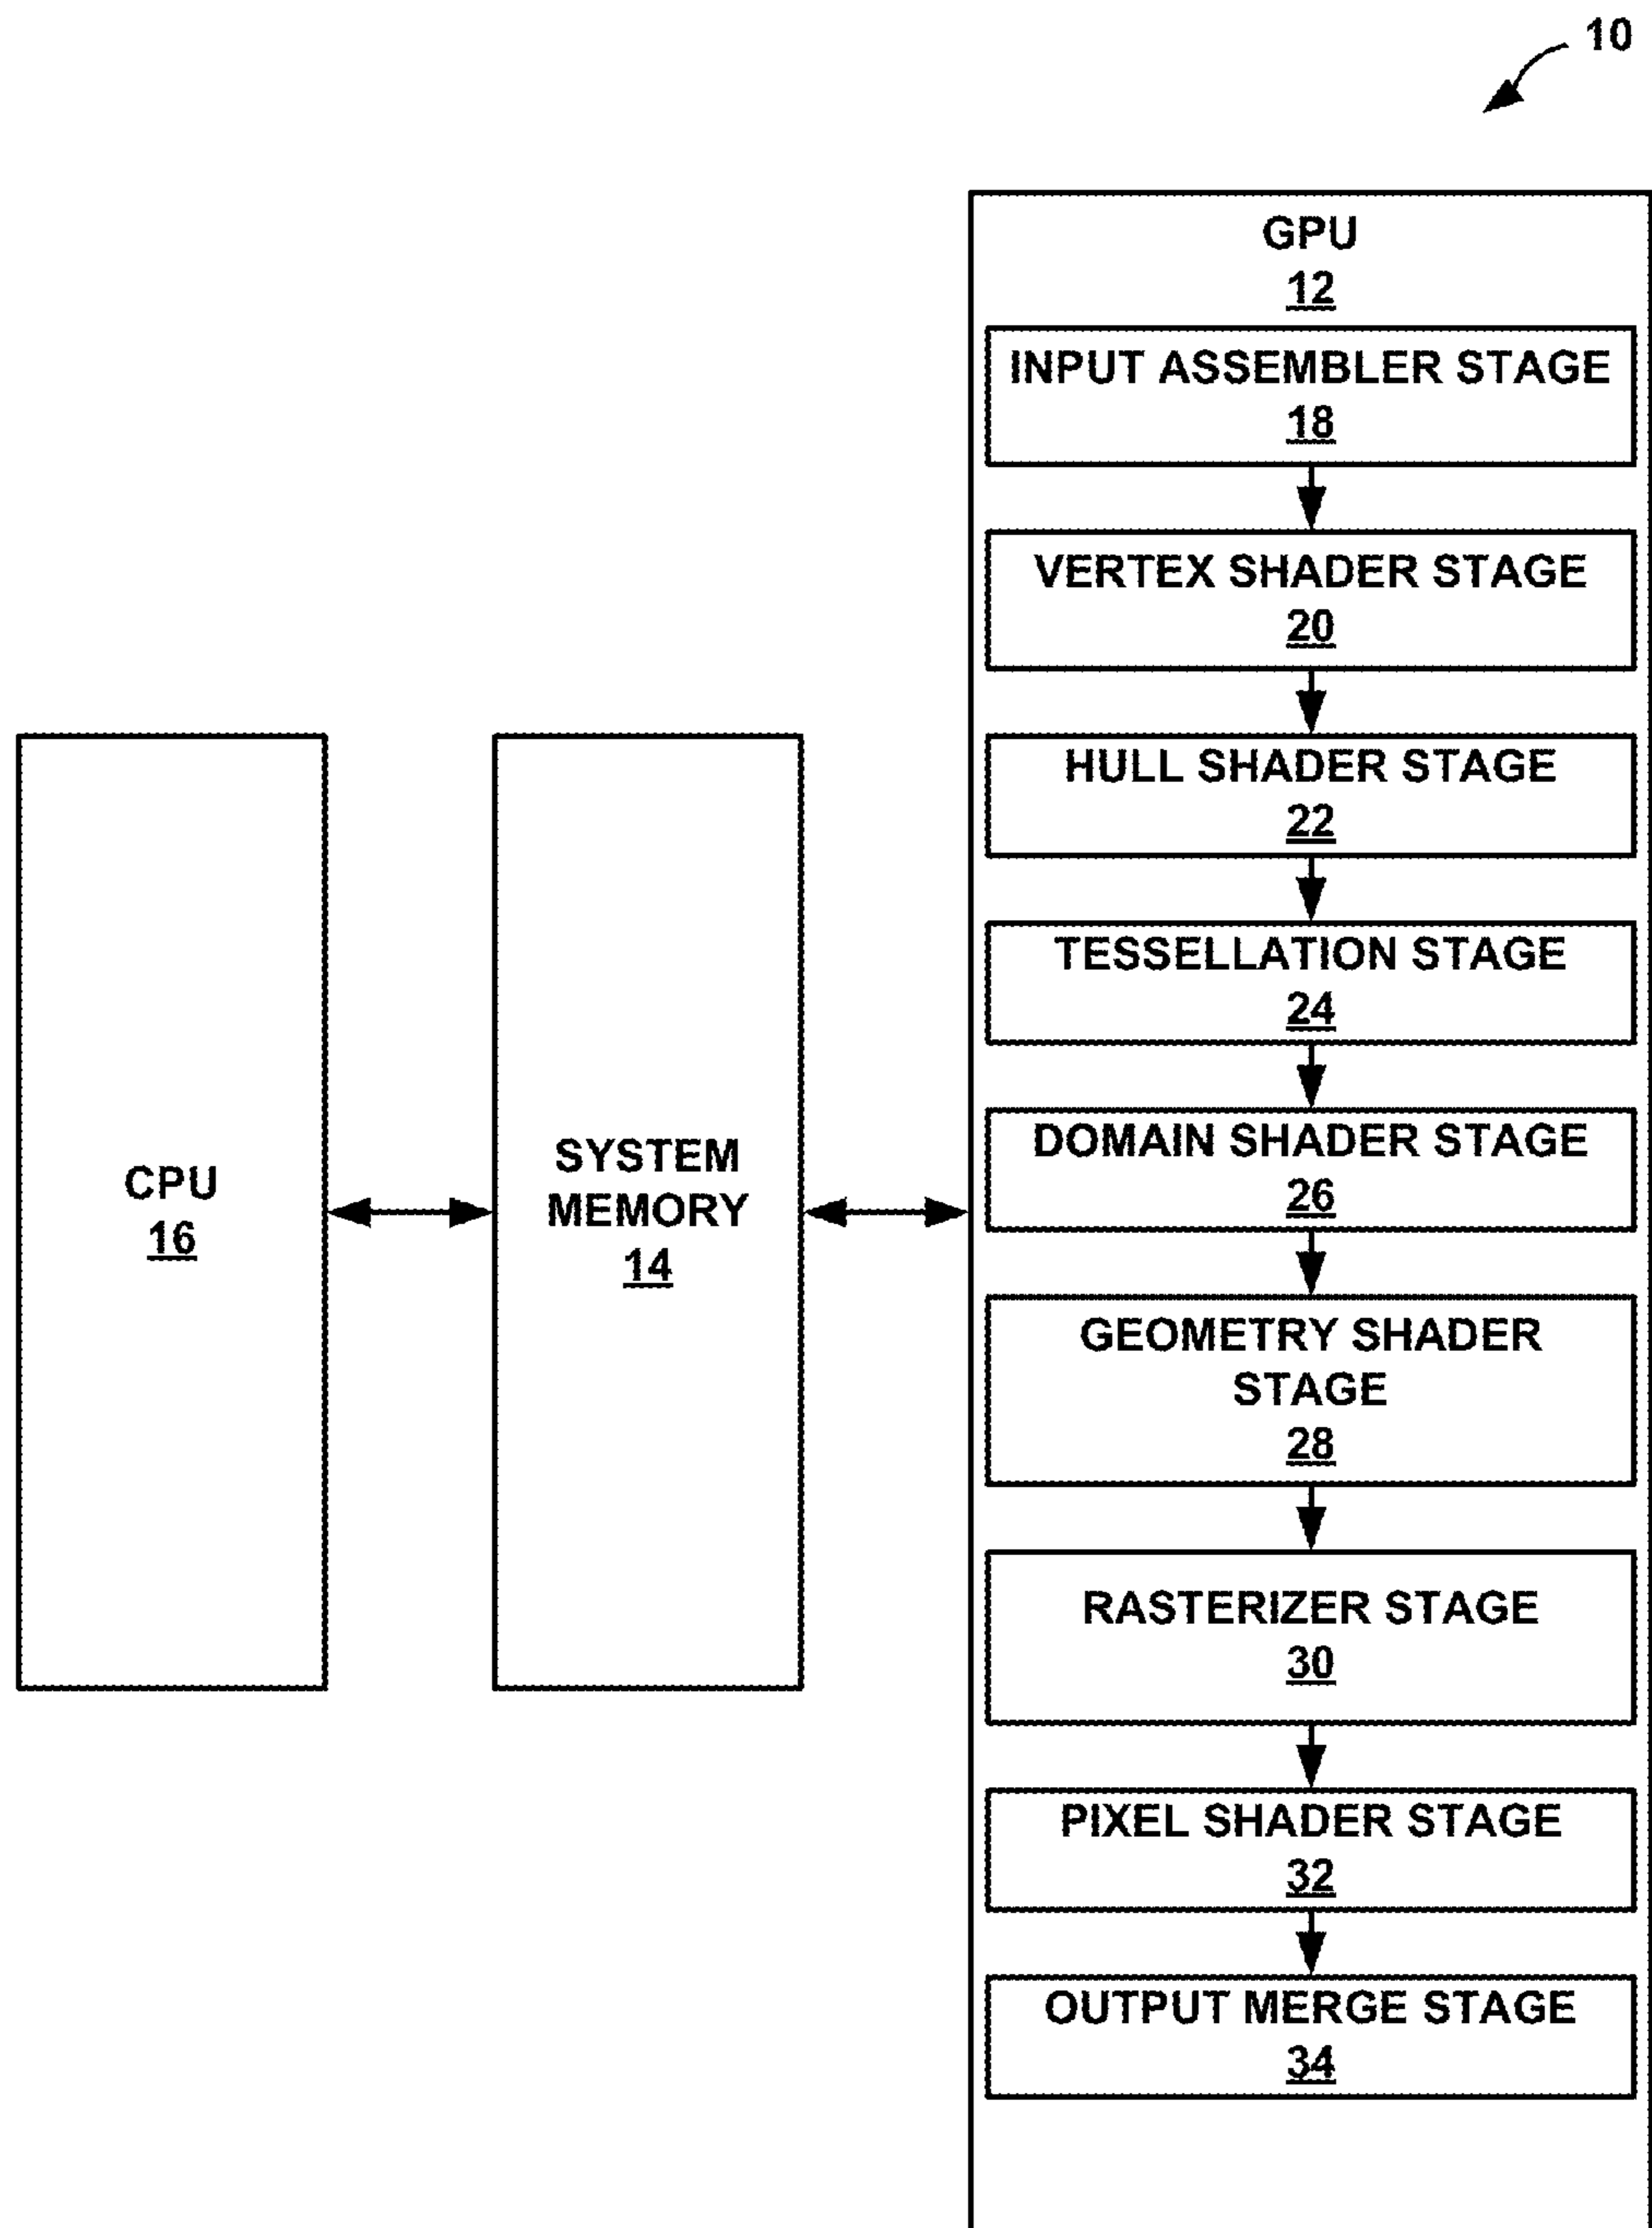 10
GPU
12
INPUT ASSEMBLER STAGE
18
VERTEX SHADER STAGE
20
HULL SHADER STAGE
22
TESSELLATION STAGE
24
DOMAIN SHADER STAGE
26
GEOMETRY SHADER
STAGE
28
RASTERIZER STAGE
30
PIXEL SHADER STAGE
32
OUTPUT MERGE STAGE
34
CPU
16
SYSTEM
MEMORY
14